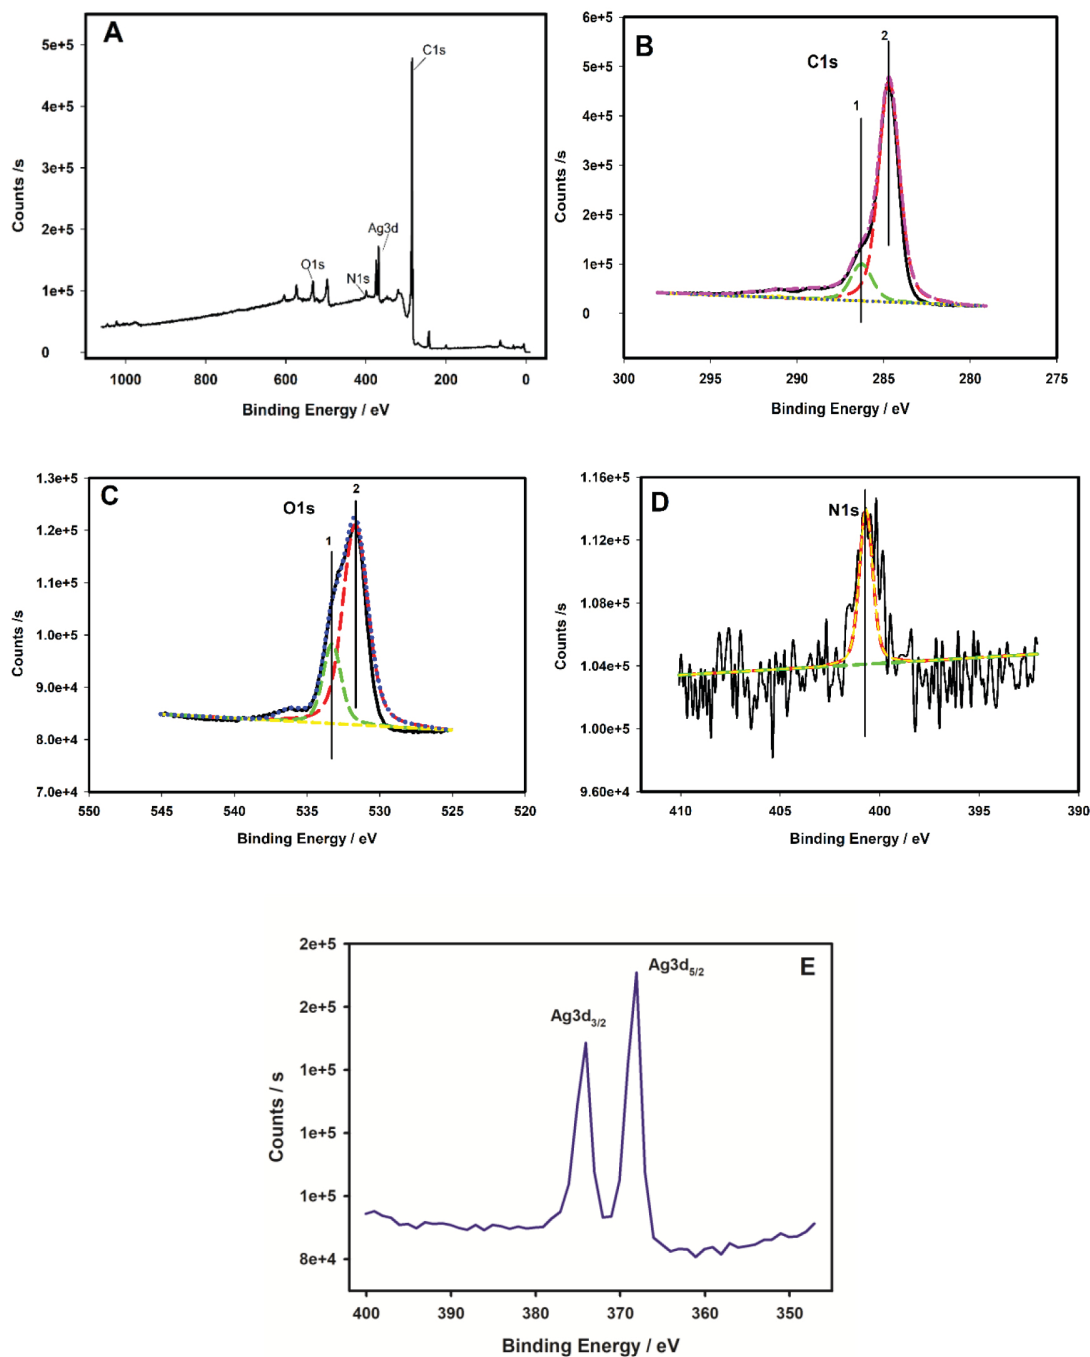 A
C1s
Ag3d
O1s
N1s
5e+5
4e+5
3e+5
2e+5
1e+5
0
Counts /s
1000 800 600 400 200 0
Binding Energy / eV
B
C1s
1
2
6e+5
5e+5
4e+5
3e+5
2e+5
1e+5
0
Counts /s
300 295 290 285 280 275
Binding Energy / eV
C
O1s
1
2
1.3e+5
1.2e+5
1.1e+5
1.0e+5
9.0e+4
8.0e+4
7.0e+4
Counts /s
550 545 540 535 530 525 520
Binding Energy / eV
D
N1s
1.16e+5
1.12e+5
1.08e+5
1.04e+5
1.00e+5
9.60e+4
Counts /s
410 405 400 395 390
Binding Energy / eV
E
Ag3d5/2
Ag3d3/2
2e+5
2e+5
1e+5
1e+5
1e+5
8e+4
Counts / s
400 390 380 370 360 350
Binding Energy / eV